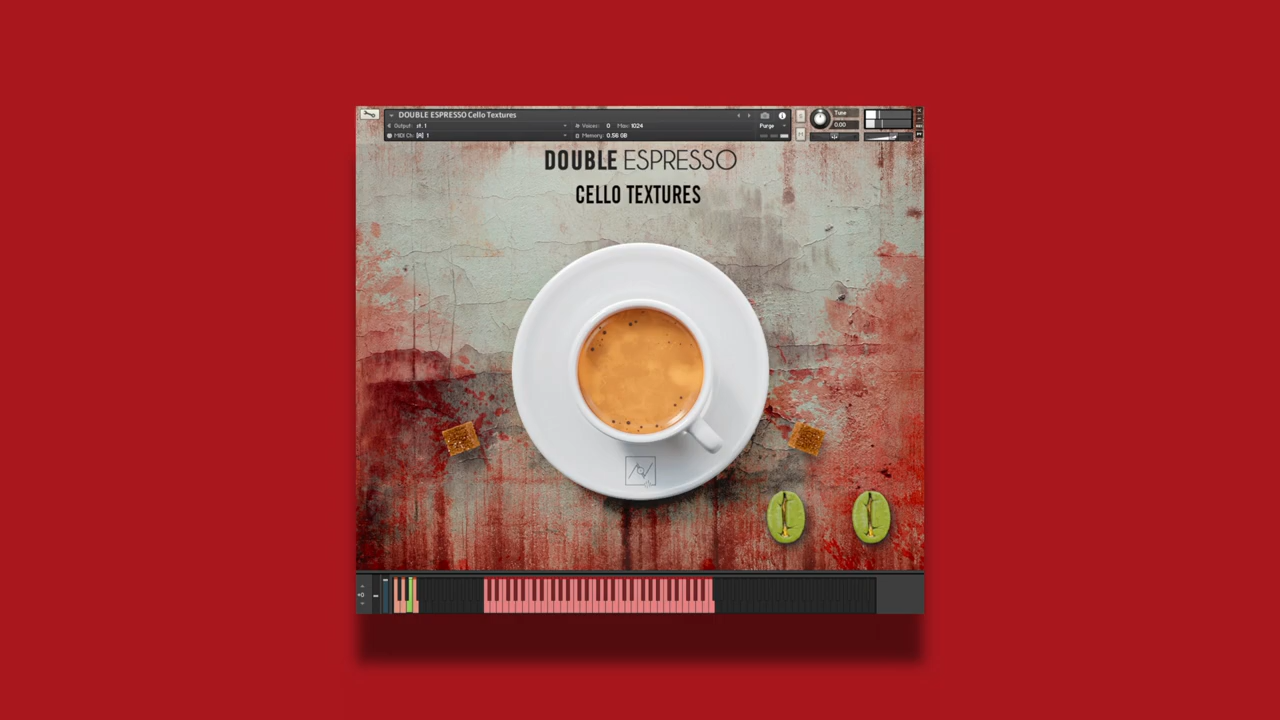 DOUBLE ESPRESSO Cello Textures
Output: st. 1
Voices: 0 Max: 1024
Purge
MIDI Ch: [A] 1
Memory: 0.56 GB
Tune
0.00
DOUBLE ESPRESSO
CELLO TEXTURES
+0